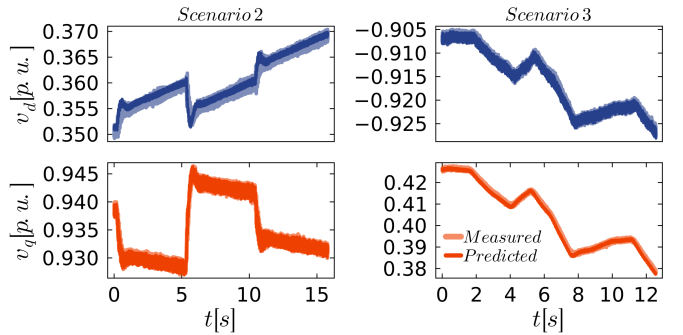 Scenario 2
Scenario 3
v_d[p. u.]
0.370
0.365
0.360
0.355
0.350
−0.905
−0.910
−0.915
−0.920
−0.925
v_q[p. u.]
0.945
0.940
0.935
0.930
0.42
0.41
0.40
0.39
0.38
Measured
Predicted
0 5 10 15
0 2 4 6 8 10 12
t[s]
t[s]